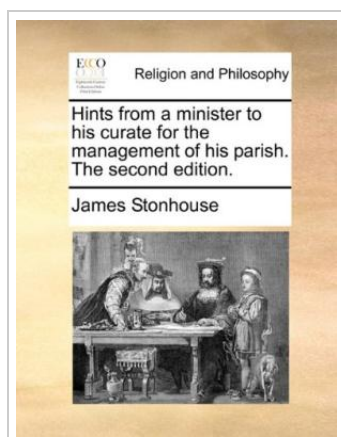 ECCO
Religion and Philosophy
Hints from a minister to
his curate for the
management of his parish.
The second edition.
James Stonhouse